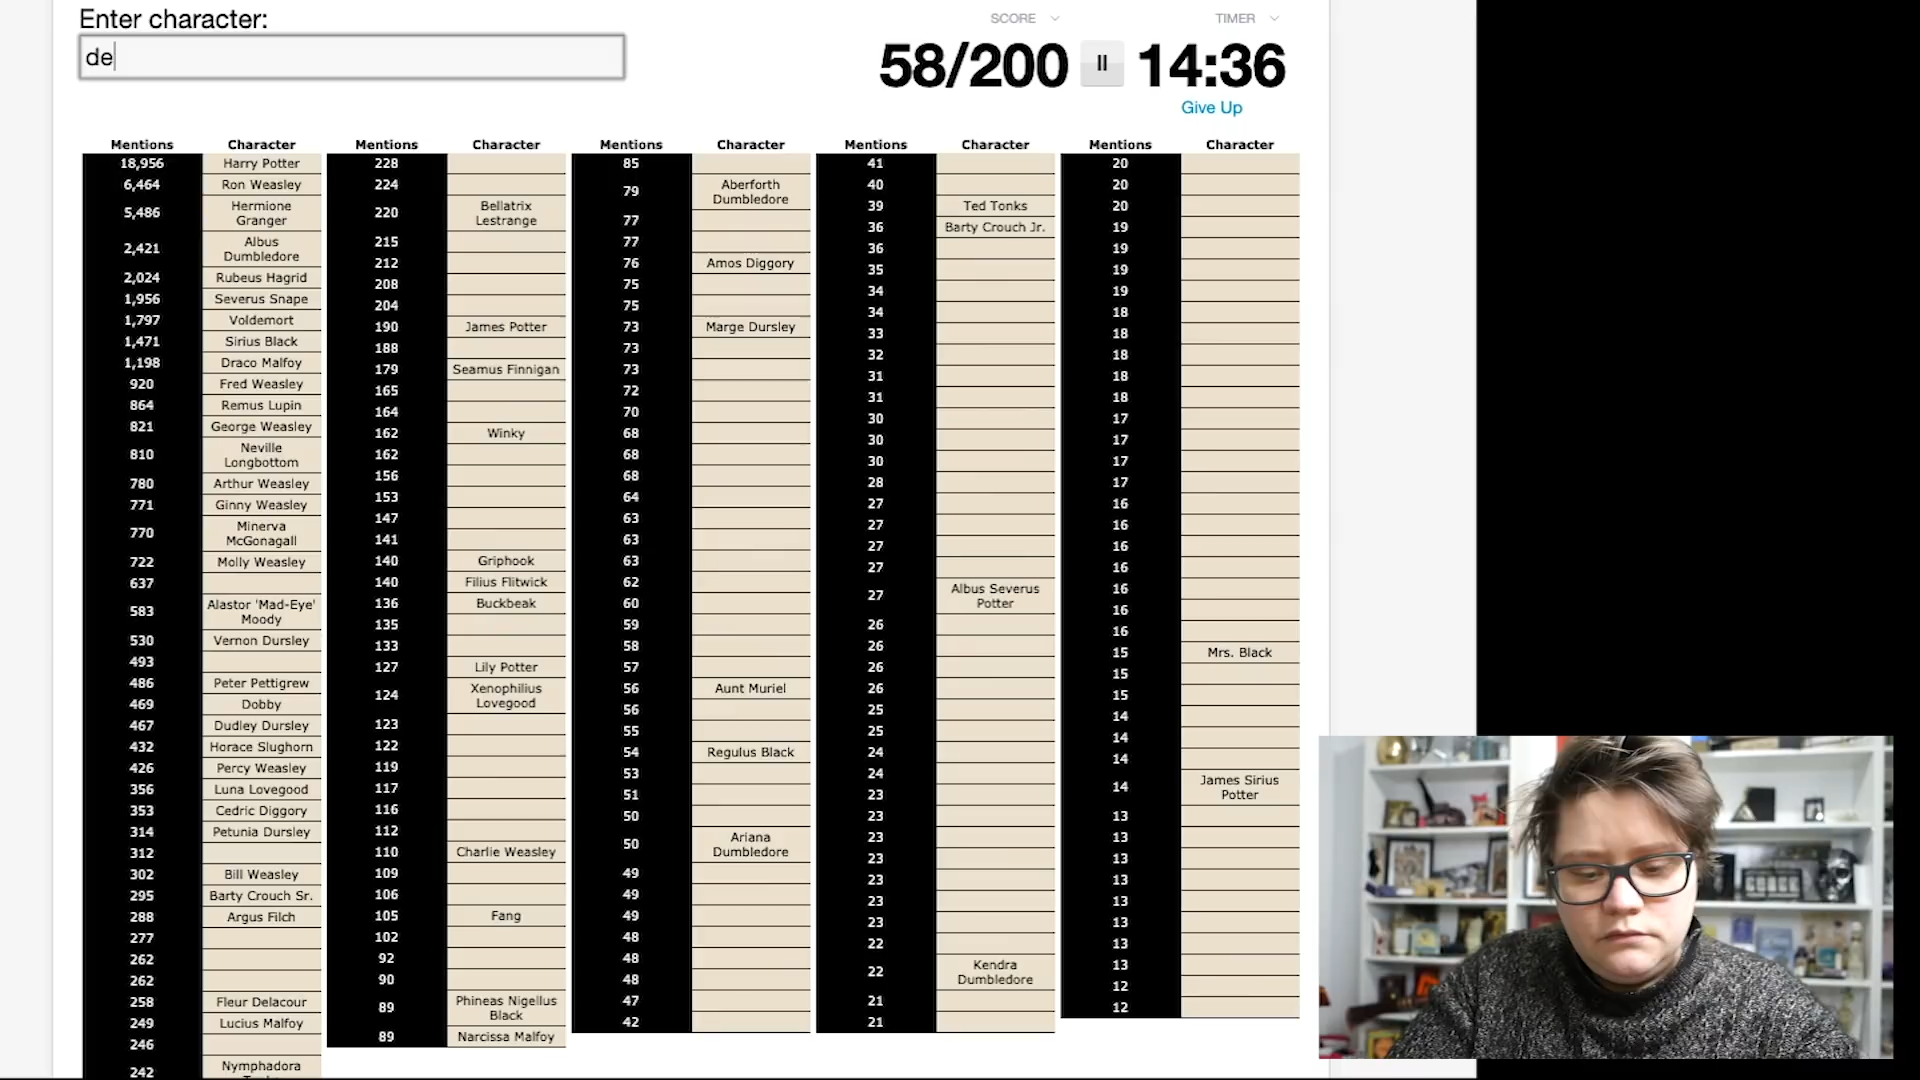 Enter character:
de
SCORE
TIMER
58/200
14:36
Give Up
Mentions Character
18,956 Harry Potter
6,464 Ron Weasley
5,486 Hermione
Granger
2,421 Albus
Dumbledore
2,024 Rubeus Hagrid
1,956 Severus Snape
1,797 Voldemort
1,471 Sirius Black
1,198 Draco Malfoy
920 Fred Weasley
864 Remus Lupin
821 George Weasley
810 Neville
Longbottom
780 Arthur Weasley
771 Ginny Weasley
770 Minerva
McGonagall
722 Molly Weasley
637
583 Alastor 'Mad-Eye'
Moody
530 Vernon Dursley
493
486 Peter Pettigrew
469 Dobby
467 Dudley Dursley
432 Horace Slughorn
426 Percy Weasley
356 Luna Lovegood
353 Cedric Diggory
314 Petunia Dursley
312
302 Bill Weasley
295 Barty Crouch Sr.
288 Argus Filch
277
262
262
258 Fleur Delacour
249 Lucius Malfoy
246
242 Nymphadora
Mentions Character
228
224
220 Bellatrix
Lestrange
215
212
208
204
190 James Potter
188
179 Seamus Finnigan
165
164
162 Winky
162
156
153
147
141
140 Griphook
140 Filius Flitwick
136 Buckbeak
135
133
127 Lily Potter
124 Xenophilius
Lovegood
123
122
119
117
116
112
110 Charlie Weasley
109
106
105 Fang
102
92
90
89 Phineas Nigellus
Black
89 Narcissa Malfoy
Mentions Character
85
79 Aberforth
Dumbledore
77
77
76 Amos Diggory
75
75
73 Marge Dursley
73
73
72
70
68
68
68
64
63
63
63
62
60
59
58
57
56 Aunt Muriel
56
55
54 Regulus Black
53
51
50
50 Ariana
Dumbledore
49
49
49
48
48
48
47
42
Mentions Character
41
40
39 Ted Tonks
36 Barty Crouch Jr.
36
35
34
34
33
32
31
31
30
30
30
28
27
27
27
27
27 Albus Severus
Potter
26
26
26
26
25
25
24
24
23
23
23
23
23
23
23
22
22 Kendra
Dumbledore
21
21
Mentions Character
20
20
20
19
19
19
19
18
18
18
18
18
17
17
17
17
16
16
16
16
16
16
16
15 Mrs. Black
15
15
14
14
14
14 James Sirius
Potter
13
13
13
13
13
13
13
13
12
12